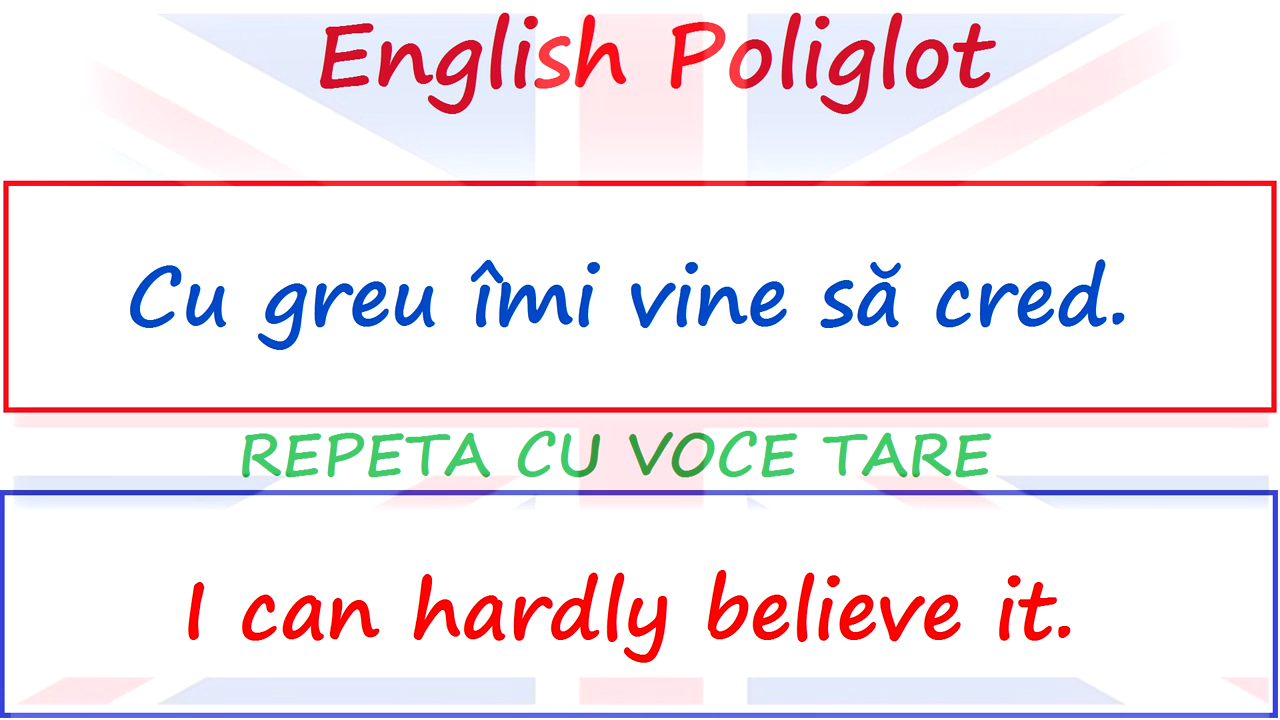 English Poliglot
Cu greu îmi vine să cred.
REPETA CU VOCE TARE
I can hardly believe it.